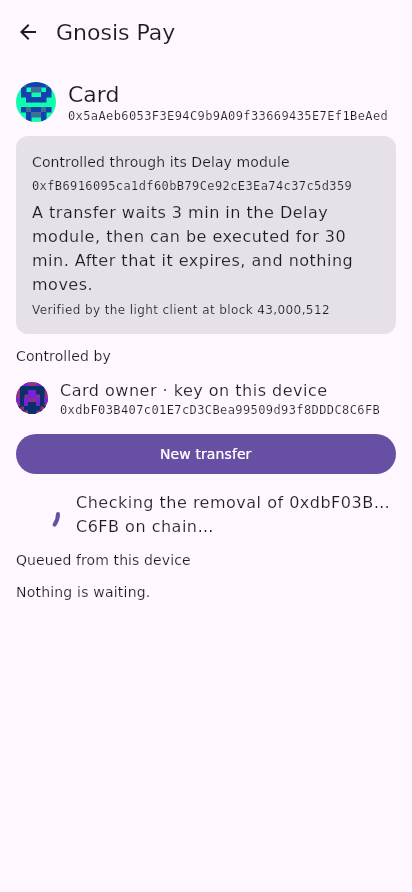 Gnosis Pay
Card
0x5aAeb6053F3E94C9b9A09f33669435E7Ef1BeAed
Controlled through its Delay module
0xfB6916095ca1df60bB79Ce92cE3Ea74c37c5d359
A transfer waits 3 min in the Delay
module, then can be executed for 30
min. After that it expires, and nothing
moves.
Verified by the light client at block 43,000,512
Controlled by
Card owner · key on this device
0xdbF03B407c01E7cD3CBea99509d93f8DDDC8C6FB
New transfer
Checking the removal of 0xdbF03B…
C6FB on chain…
Queued from this device
Nothing is waiting.